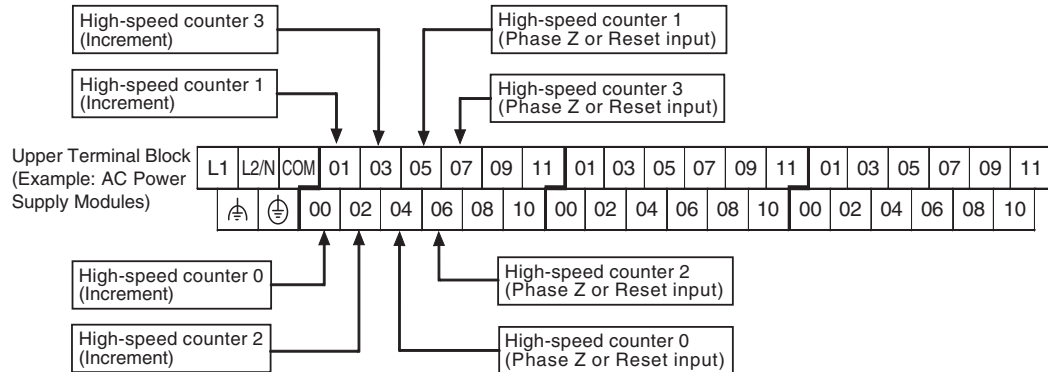 High-speed counter 3
(Increment)
High-speed counter 1
(Phase Z or Reset input)
High-speed counter 1
(Increment)
High-speed counter 3
(Phase Z or Reset input)
Upper Terminal Block
(Example: AC Power
Supply Modules)
L1 L2/N COM 01 03 05 07 09 11 01 03 05 07 09 11 01 03 05 07 09 11
00 02 04 06 08 10 00 02 04 06 08 10 00 02 04 06 08 10
High-speed counter 0
(Increment)
High-speed counter 2
(Phase Z or Reset input)
High-speed counter 2
(Increment)
High-speed counter 0
(Phase Z or Reset input)